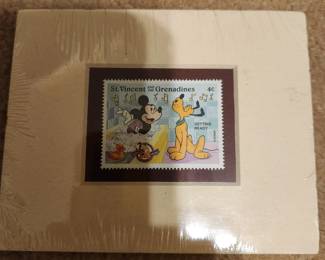 St. Vincent AND THE Grenadines 4¢
GETTING
READY